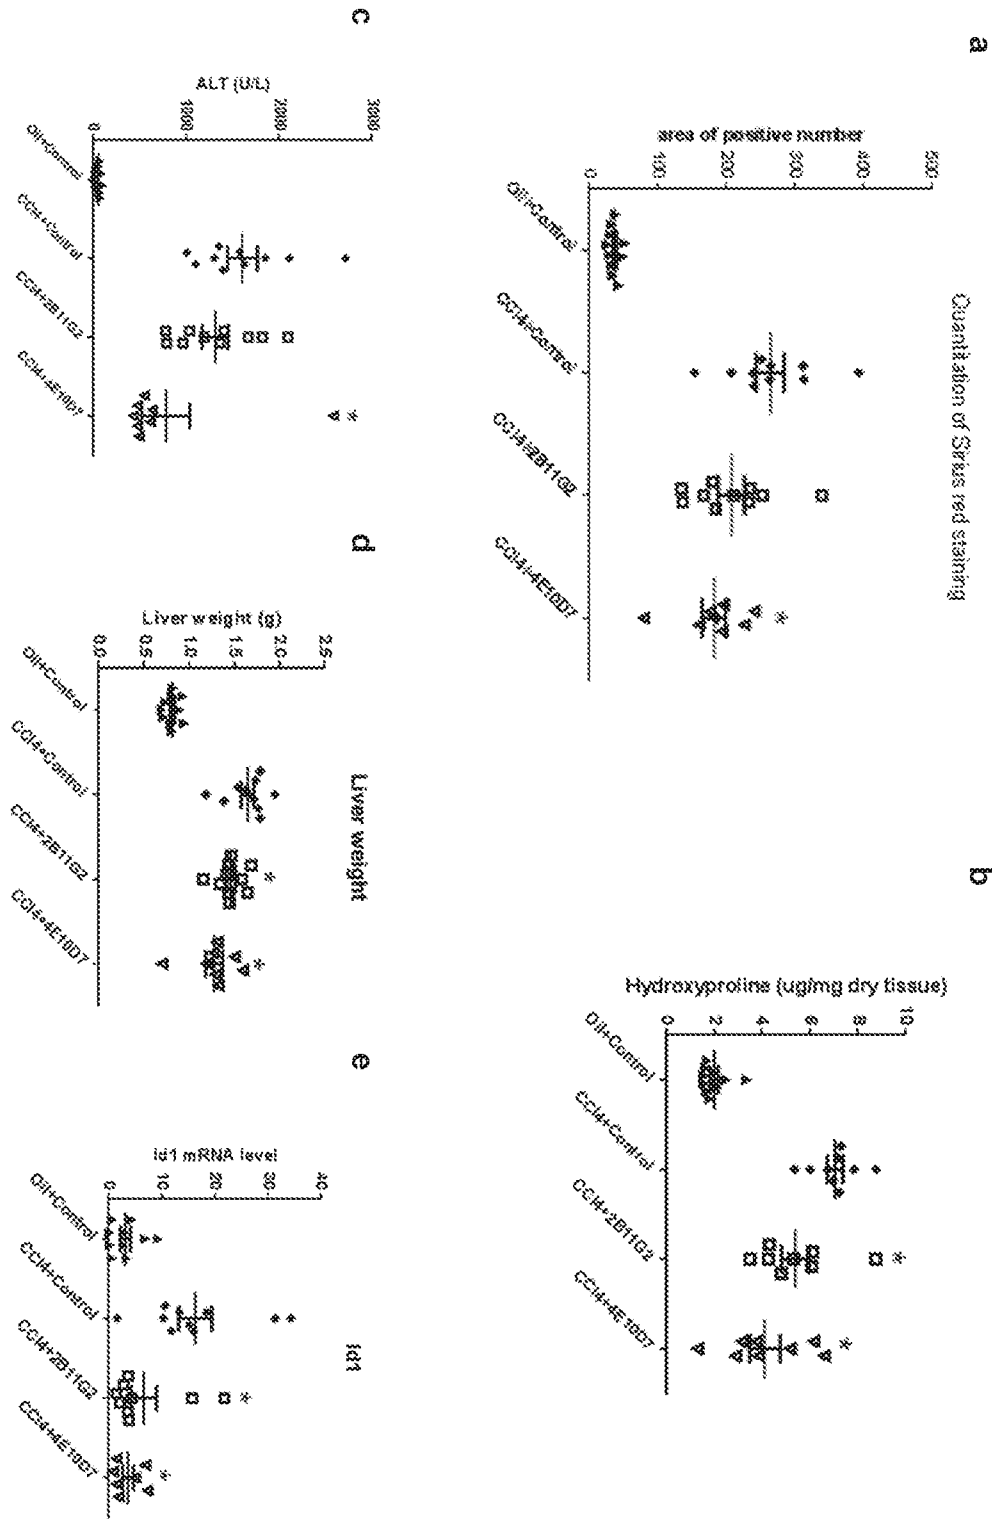 a
Quantitation of Sirius red staining
area of positive number
500
400
300
200
100
0
Oil+Control
CCl4+Control
CCl4+2B11G2
CCl4+4E10D7
*
b
Hydroxyproline (ug/mg dry tissue)
10
8
6
4
2
0
Oil+Control
CCl4+Control
CCl4+2B11G2
CCl4+4E10D7
*
*
c
ALT (U/L)
3000
2000
1000
0
Oil+Control
CCl4+Control
CCl4+2B11G2
CCl4+4E10D7
*
d
Liver weight
Liver weight (g)
2.5
2.0
1.5
1.0
0.5
0.0
Oil+Control
CCl4+Control
CCl4+2B11G2
CCl4+4E10D7
*
*
e
Id1
Id1 mRNA level
40
30
20
10
0
Oil+Control
CCl4+Control
CCl4+2B11G2
CCl4+4E10D7
*
*